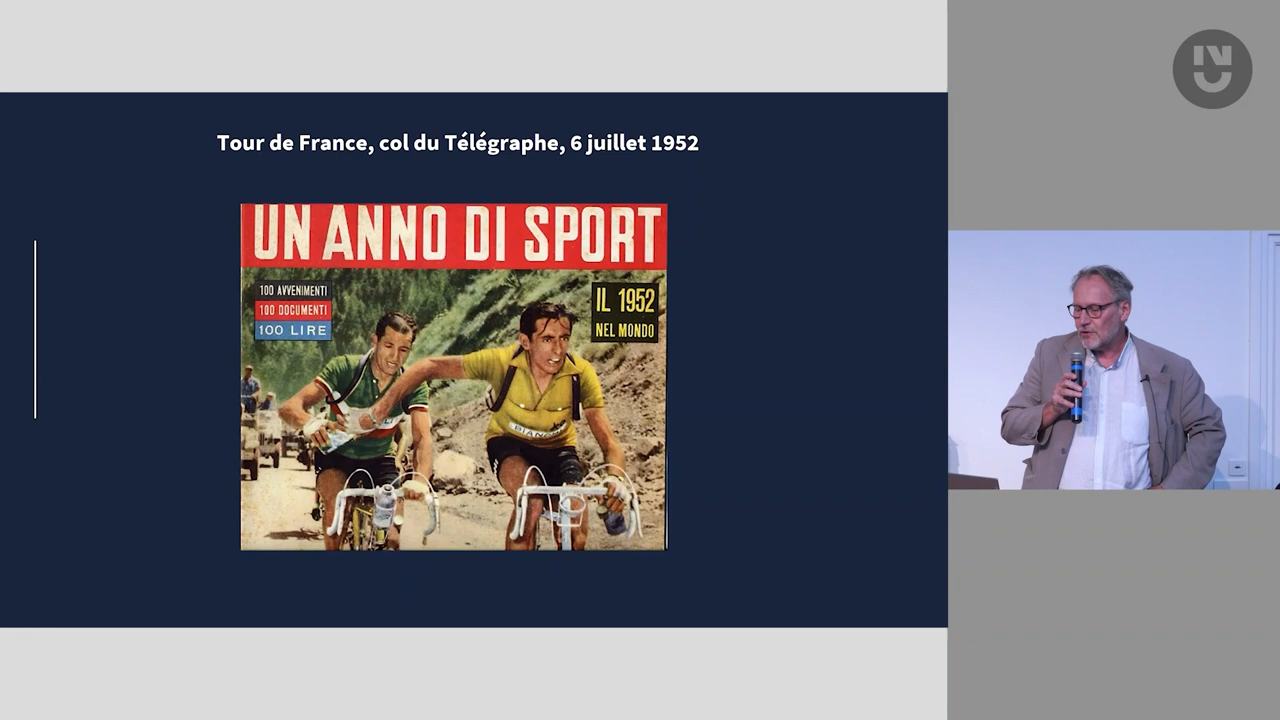 Tour de France, col du Télégraphe, 6 juillet 1952
UN ANNO DI SPORT
100 AVVENIMENTI
100 DOCUMENTI
100 LIRE
IL 1952
NEL MONDO